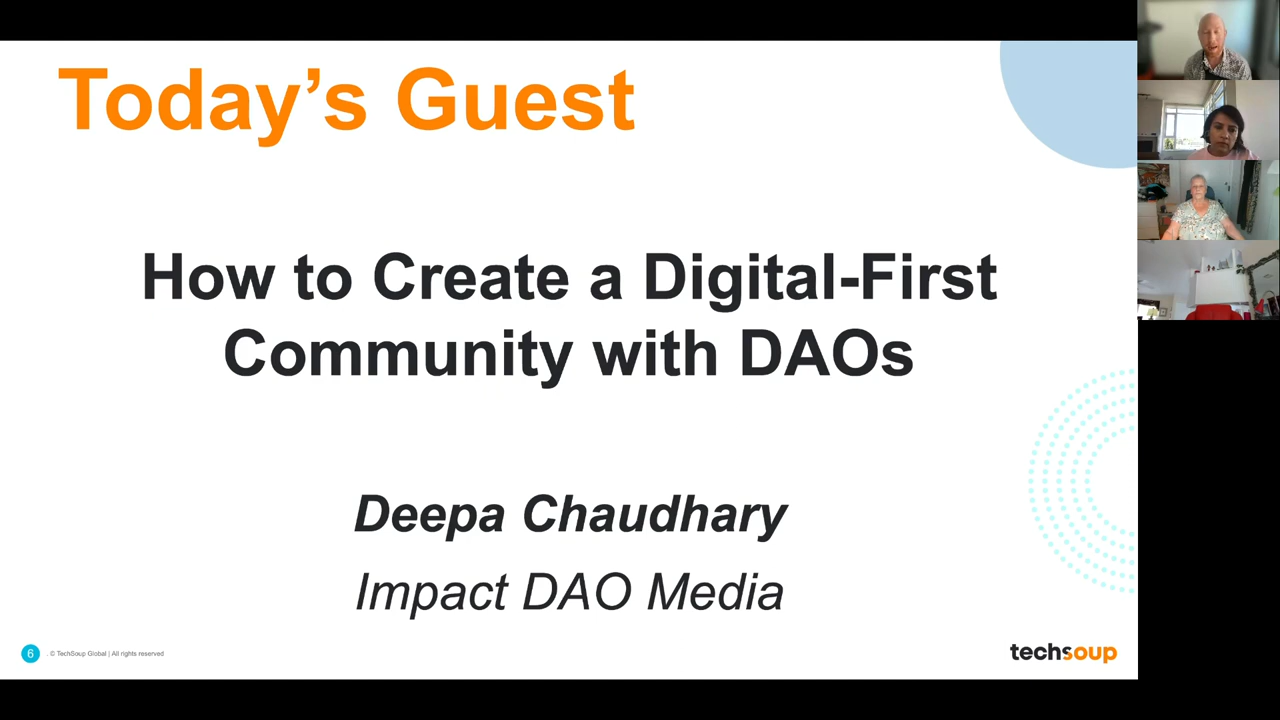 Today's Guest
How to Create a Digital-First
Community with DAOs
Deepa Chaudhary
Impact DAO Media
6 . © TechSoup Global | All rights reserved
techsoup